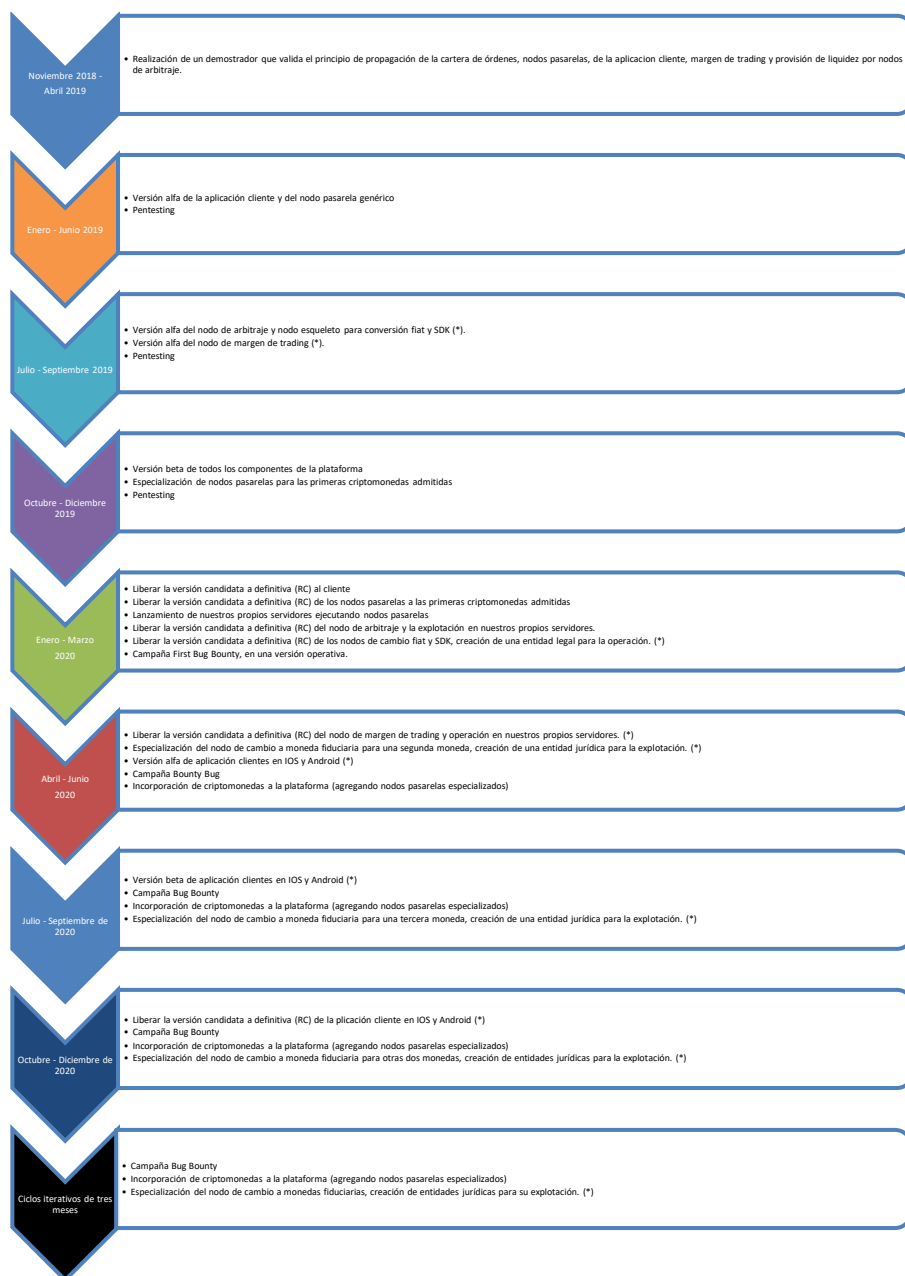 Noviembre 2018 -
Abril 2019
• Realización de un demostrador que valida el principio de propagación de la cartera de órdenes, nodos pasarelas, de la aplicacion cliente, margen de trading y provisión de liquidez por nodos
de arbitraje.
Enero - Junio 2019
• Versión alfa de la aplicación cliente y del nodo pasarela genérico
• Pentesting
Julio - Septiembre 2019
• Versión alfa del nodo de arbitraje y nodo esqueleto para conversión fiat y SDK (*).
• Versión alfa del nodo de margen de trading (*).
• Pentesting
Octubre - Diciembre
2019
• Versión beta de todos los componentes de la plataforma
• Especialización de nodos pasarelas para las primeras criptomonedas admitidas
• Pentesting
Enero - Marzo
2020
• Liberar la versión candidata a definitiva (RC) al cliente
• Liberar la versión candidata a definitiva (RC) de los nodos pasarelas a las primeras criptomonedas admitidas
• Lanzamiento de nuestros propios servidores ejecutando nodos pasarelas
• Liberar la versión candidata a definitiva (RC) del nodo de arbitraje y la explotación en nuestros propios servidores.
• Liberar la versión candidata a definitiva (RC) de los nodos de cambio fiat y SDK, creación de una entidad legal para la operación. (*)
• Campaña First Bug Bounty, en una versión operativa.
Abril - Junio
2020
• Liberar la versión candidata a definitiva (RC) del nodo de margen de trading y operación en nuestros propios servidores. (*)
• Especialización del nodo de cambio a moneda fiduciaria para una segunda moneda, creación de una entidad jurídica para la explotación. (*)
• Versión alfa de aplicación clientes en IOS y Android (*)
• Campaña Bounty Bug
• Incorporación de criptomonedas a la plataforma (agregando nodos pasarelas especializados)
Julio - Septiembre de
2020
• Versión beta de aplicación clientes en IOS y Android (*)
• Campaña Bug Bounty
• Incorporación de criptomonedas a la plataforma (agregando nodos pasarelas especializados)
• Especialización del nodo de cambio a moneda fiduciaria para una tercera moneda, creación de una entidad jurídica para la explotación. (*)
Octubre - Diciembre de
2020
• Liberar la versión candidata a definitiva (RC) de la plicación cliente en IOS y Android (*)
• Campaña Bug Bounty
• Incorporación de criptomonedas a la plataforma (agregando nodos pasarelas especializados)
• Especialización del nodo de cambio a moneda fiduciaria para otras dos monedas, creación de entidades jurídicas para la explotación. (*)
Ciclos iterativos de tres
meses
• Campaña Bug Bounty
• Incorporación de criptomonedas a la plataforma (agregando nodos pasarelas especializados)
• Especialización del nodo de cambio a monedas fiduciarias, creación de entidades jurídicas para su explotación. (*)